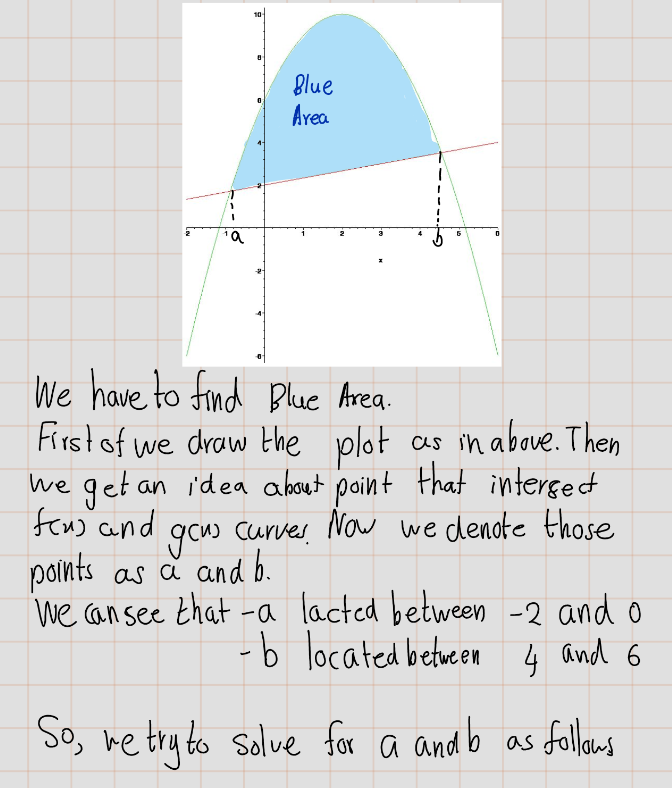 10
8
6
4
2
-2
-4
-6
2
-1
1
2
3
4
5
6
x
Blue
Area
a
b
We have to find Blue Area.
First of we draw the plot as in above. Then
we get an idea about point that intersect
f(x) and g(x) curves. Now we denote those
points as a and b.
We can see that -a lacted between -2 and 0
-b located between 4 and 6
So, we try to solve for a and b as follows